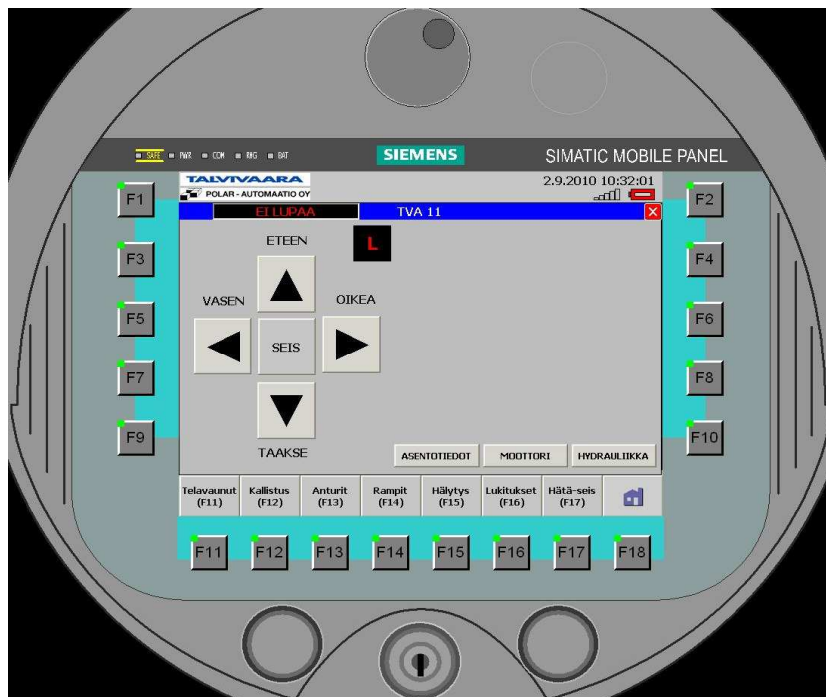 SAFE PWR COM RNG BAT
SIEMENS
SIMATIC MOBILE PANEL
TALVIVAARA
POLAR - AUTOMAATIO OY
2.9.2010 10:32:01
EI LUPAA
TVA 11
X
F1
F2
F3
F4
F5
F6
F7
F8
F9
F10
ETEEN
L
VASEN
OIKEA
SEIS
TAAKSE
ASENTOTIEDOT
MOOTTORI
HYDRAULIIKKA
Telavaunut
(F11)
Kallistus
(F12)
Anturit
(F13)
Rampit
(F14)
Hälytys
(F15)
Lukitukset
(F16)
Hätä-seis
(F17)
F11 F12 F13 F14 F15 F16 F17 F18